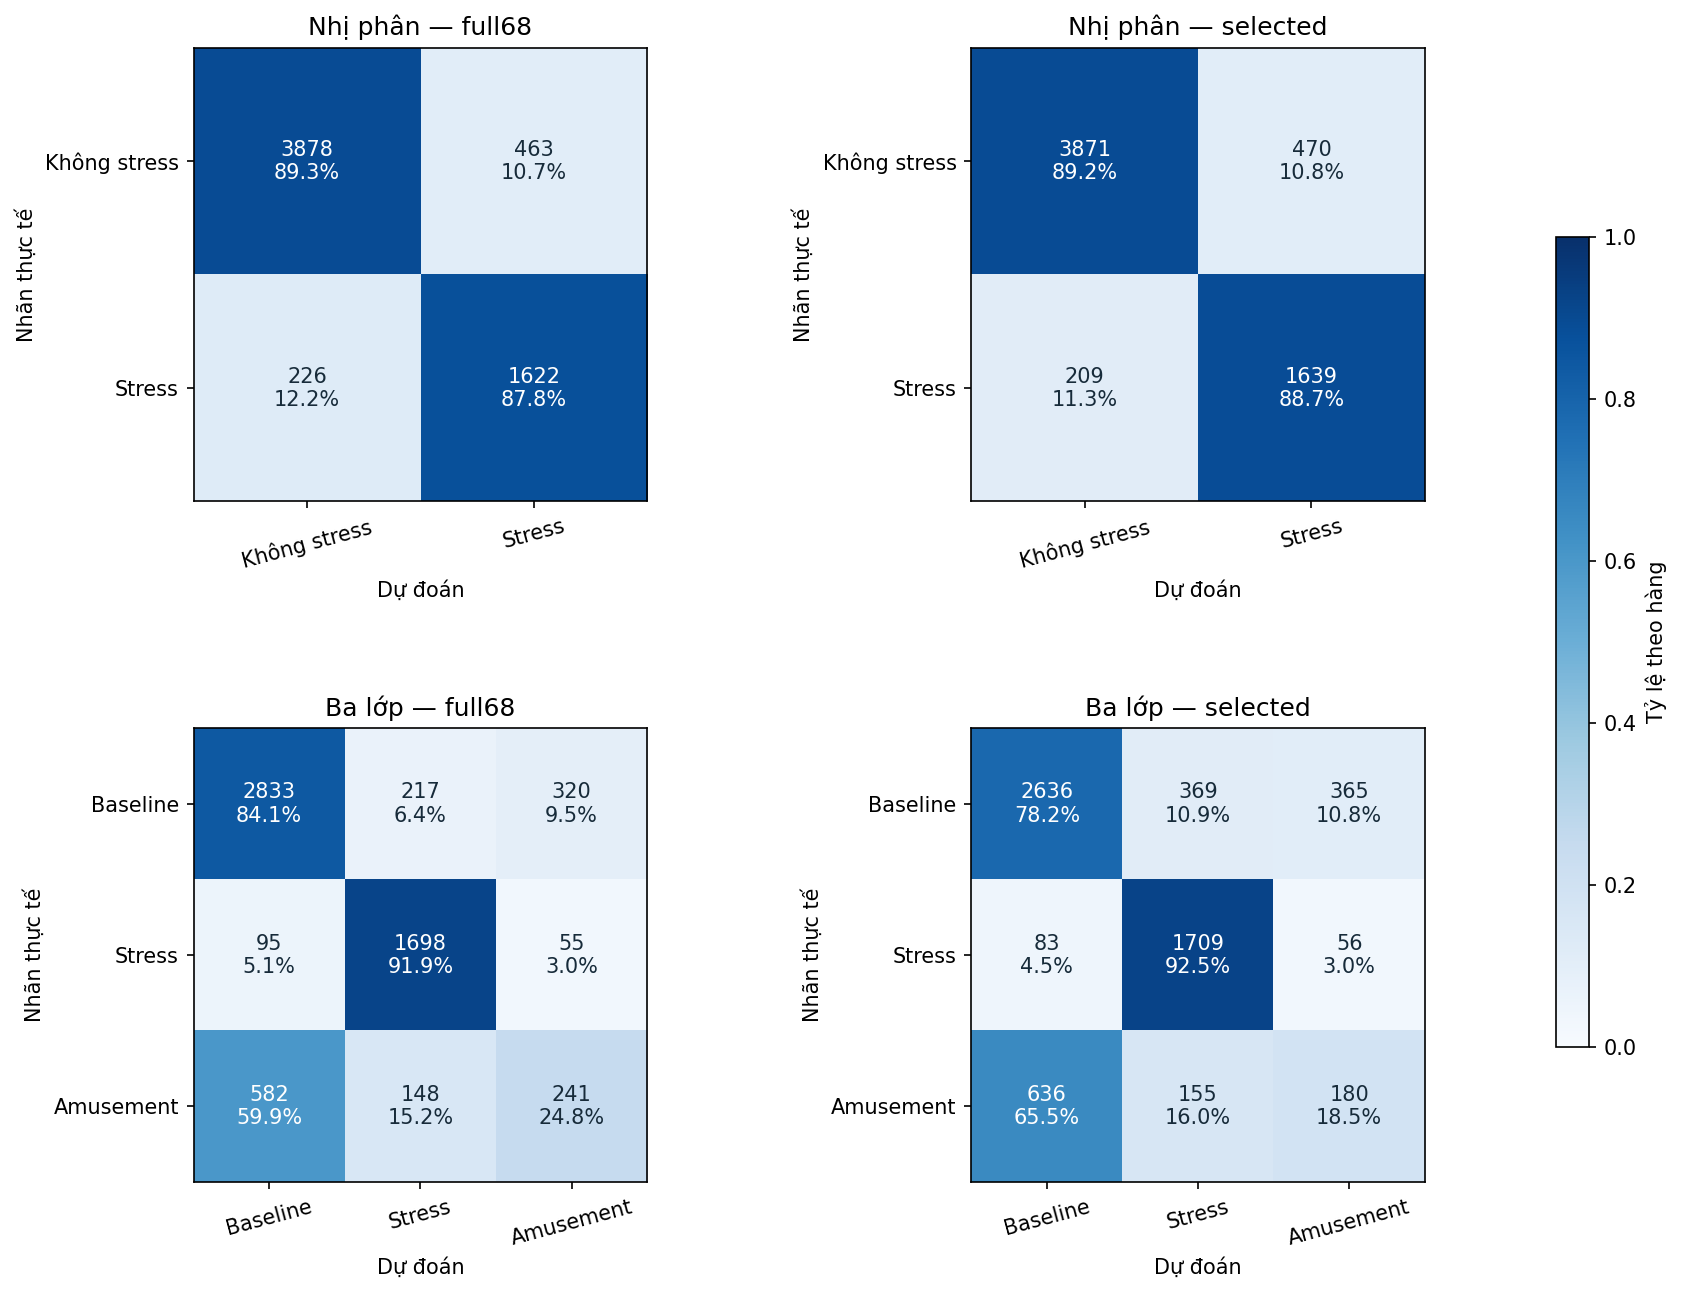 Nhị phân — full68
Nhãn thực tế
Không stress
3878
89.3%
463
10.7%
Stress
226
12.2%
1622
87.8%
Không stress
Stress
Dự đoán
Nhị phân — selected
Nhãn thực tế
Không stress
3871
89.2%
470
10.8%
Stress
209
11.3%
1639
88.7%
Không stress
Stress
Dự đoán
Ba lớp — full68
Nhãn thực tế
Baseline
2833
84.1%
217
6.4%
320
9.5%
Stress
95
5.1%
1698
91.9%
55
3.0%
Amusement
582
59.9%
148
15.2%
241
24.8%
Baseline
Stress
Amusement
Dự đoán
Ba lớp — selected
Nhãn thực tế
Baseline
2636
78.2%
369
10.9%
365
10.8%
Stress
83
4.5%
1709
92.5%
56
3.0%
Amusement
636
65.5%
155
16.0%
180
18.5%
Baseline
Stress
Amusement
Dự đoán
1.0
0.8
0.6
0.4
0.2
0.0
Tỷ lệ theo hàng